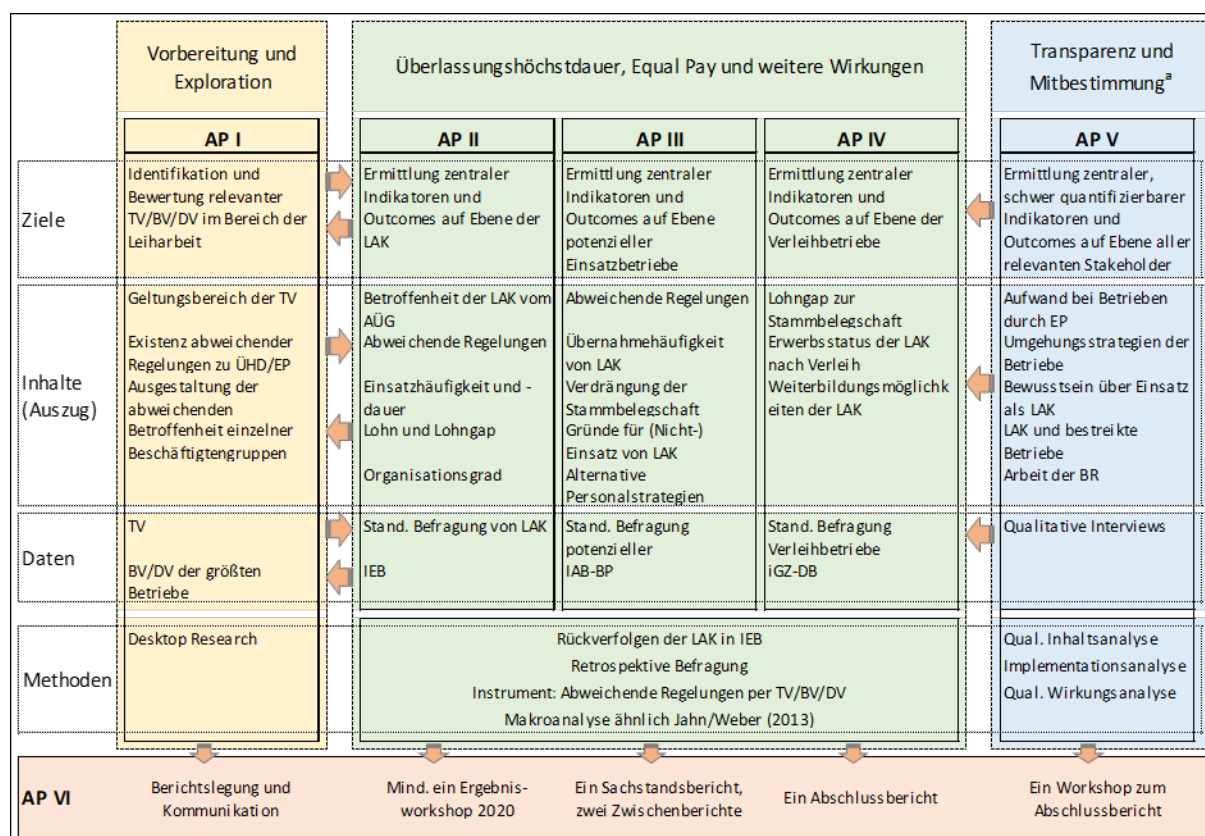 Vorbereitung und
Exploration
Überlassungshöchstdauer, Equal Pay und weitere Wirkungen
Transparenz und
Mitbestimmungª
AP I
AP II
AP III
AP IV
AP V
Ziele
Identifikation und
Bewertung relevanter
TV/BV/DV im Bereich der
Leiharbeit
Ermittlung zentraler
Indikatoren und
Outcomes auf Ebene der
LAK
Ermittlung zentraler
Indikatoren und
Outcomes auf Ebene
potenzieller
Einsatzbetriebe
Ermittlung zentraler
Indikatoren und
Outcomes auf Ebene der
Verleihbetriebe
Ermittlung zentraler,
schwer quantifizierbarer
Indikatoren und
Outcomes auf Ebene aller
relevanten Stakeholder
Inhalte
(Auszug)
Geltungsbereich der TV
Existenz abweichender
Regelungen zu ÜHD/EP
Ausgestaltung der
abweichenden
Betroffenheit einzelner
Beschäftigtengruppen
Betroffenheit der LAK vom
AÜG
Abweichende Regelungen
Einsatzhäufigkeit und -
dauer
Lohn und Lohngap
Organisationsgrad
Abweichende Regelungen
Übernahmehäufigkeit
von LAK
Verdrängung der
Stammbelegschaft
Gründe für (Nicht-)
Einsatz von LAK
Alternative
Personalstrategien
Lohngap zur
Stammbelegschaft
Erwerbsstatus der LAK
nach Verleih
Weiterbildungsmöglichk
eiten der LAK
Aufwand bei Betrieben
durch EP
Umgehungsstrategien der
Betriebe
Bewusstsein über Einsatz
als LAK
LAK und bestreikte
Betriebe
Arbeit der BR
Daten
TV
BV/DV der größten
Betriebe
Stand. Befragung von LAK
IEB
Stand. Befragung
potenzieller
IAB-BP
Stand. Befragung
Verleihbetriebe
iGZ-DB
Qualitative Interviews
Methoden
Desktop Research
Rückverfolgen der LAK in IEB
Retrospektive Befragung
Instrument: Abweichende Regelungen per TV/BV/DV
Makroanalyse ähnlich Jahn/Weber (2013)
Qual. Inhaltsanalyse
Implementationsanalyse
Qual. Wirkungsanalyse
AP VI
Berichtslegung und
Kommunikation
Mind. ein Ergebnis-
workshop 2020
Ein Sachstandsbericht,
zwei Zwischenberichte
Ein Abschlussbericht
Ein Workshop zum
Abschlussbericht